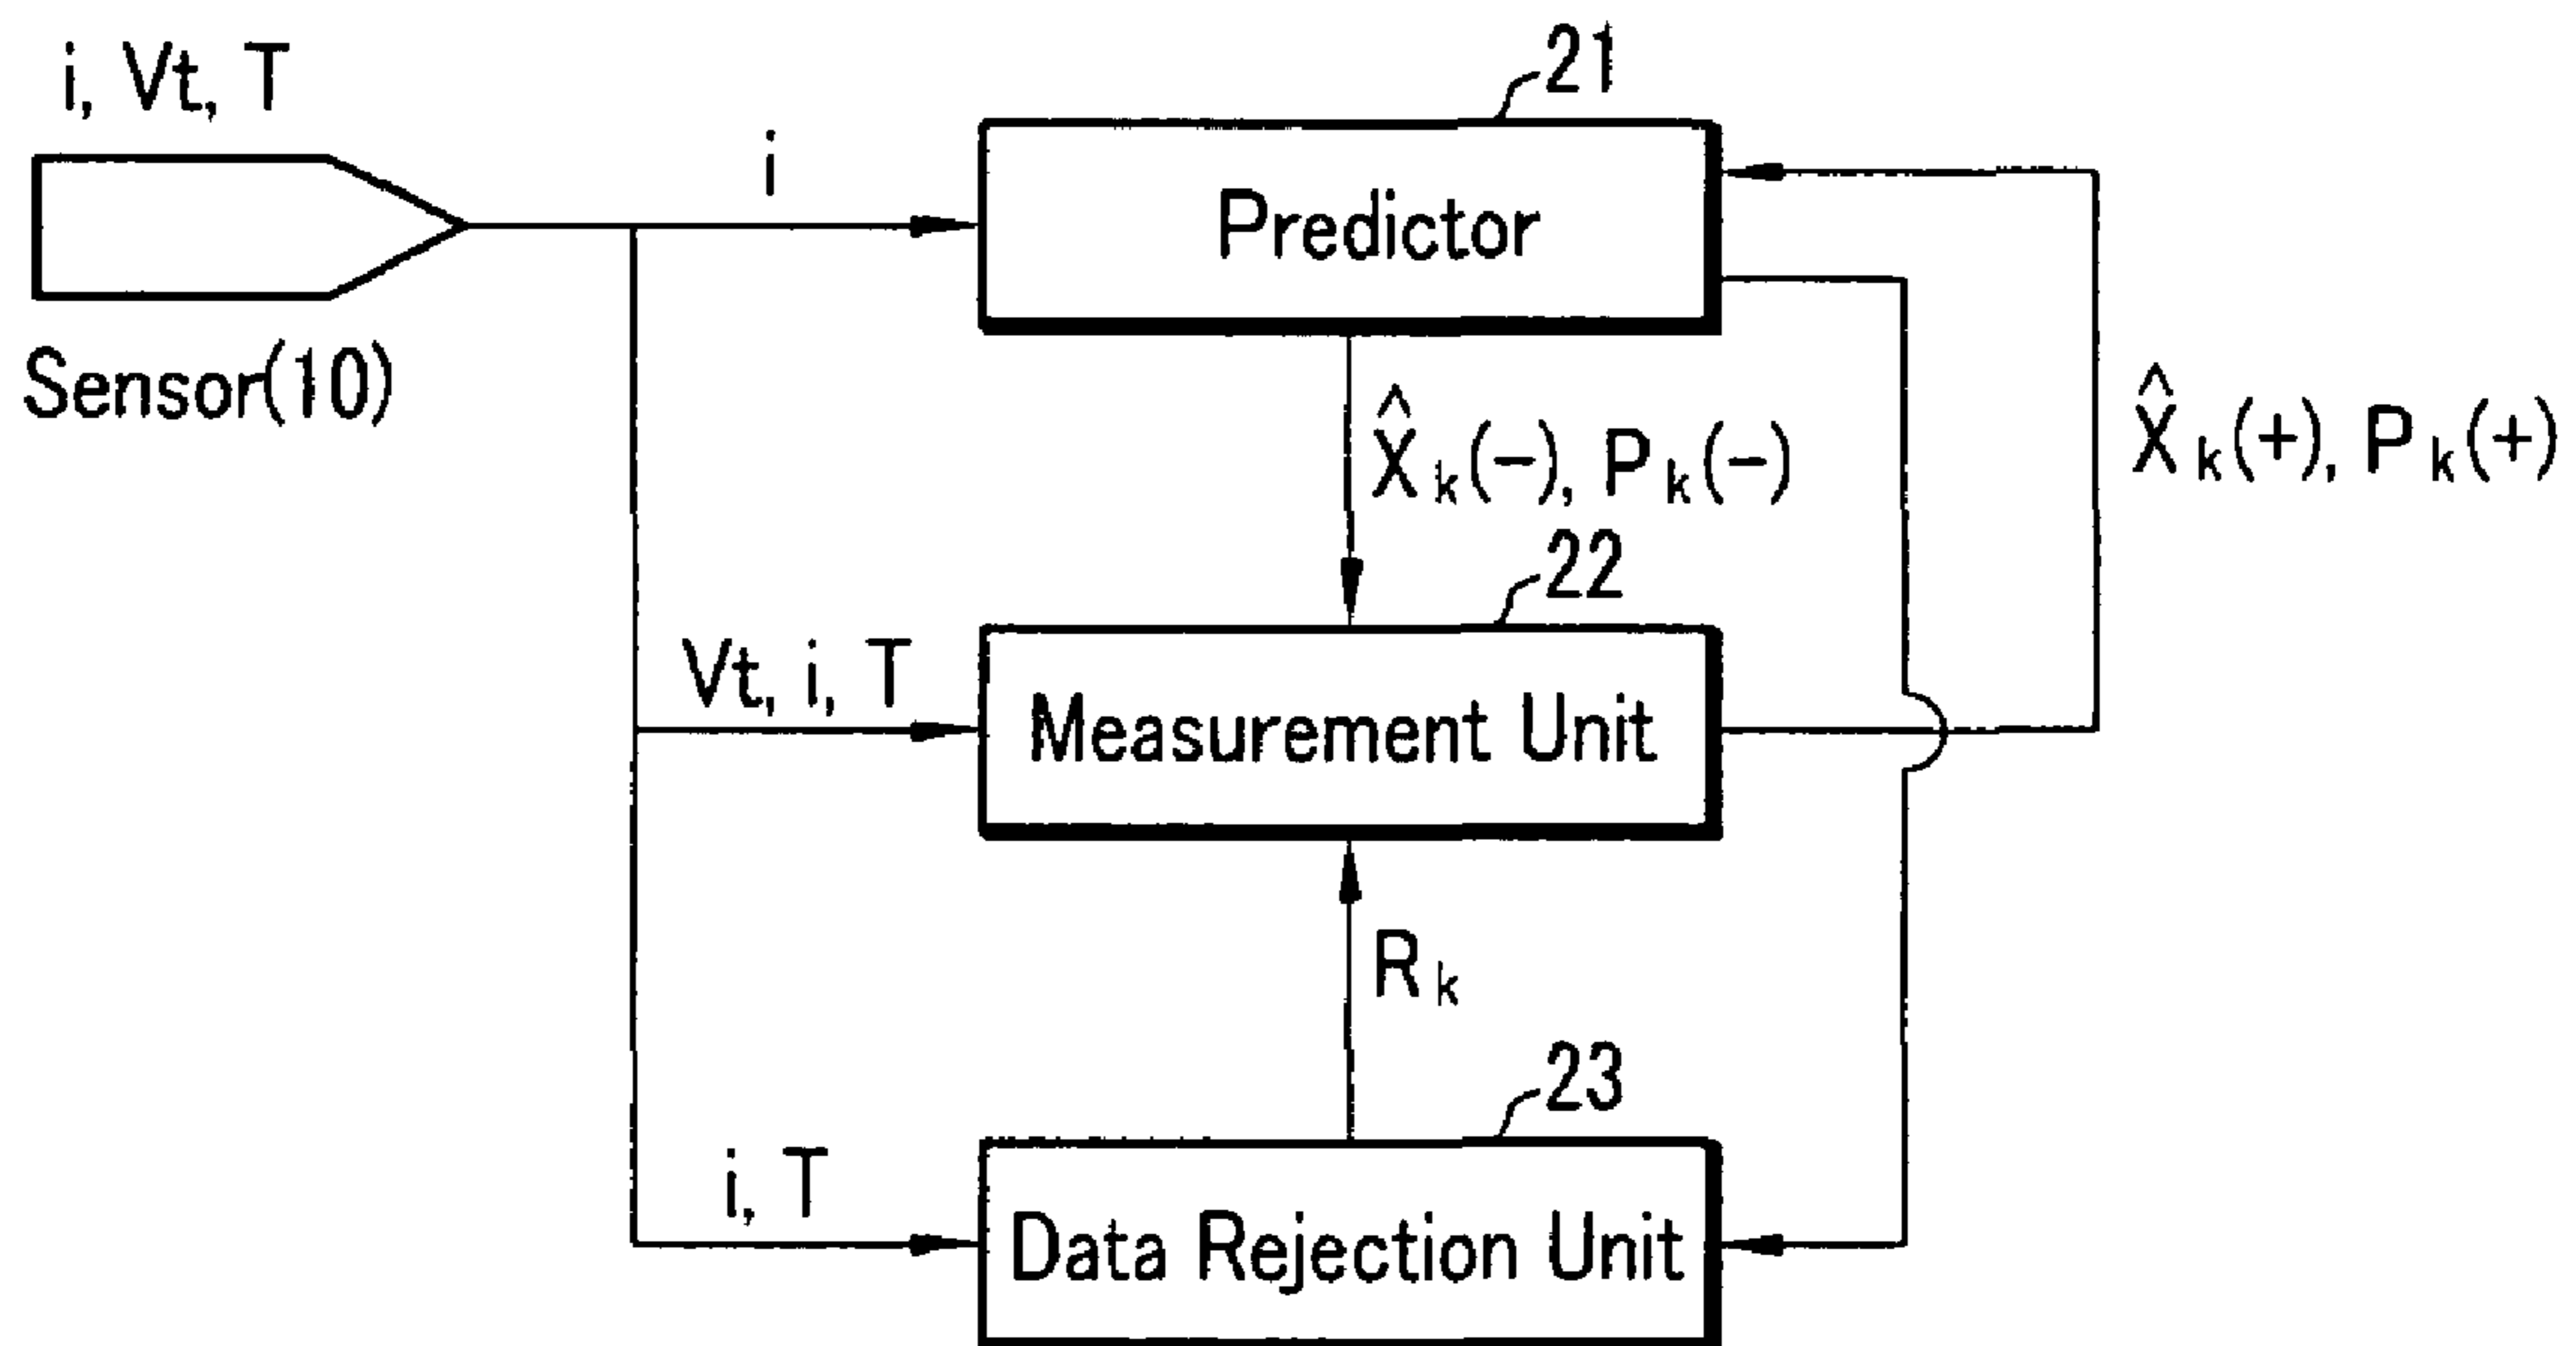 i, Vt, T
Sensor(10)
i
21
Predictor
X̂k(−), Pk(−)
X̂k(+), Pk(+)
22
Vt, i, T
Measurement Unit
Rk
23
i, T
Data Rejection Unit